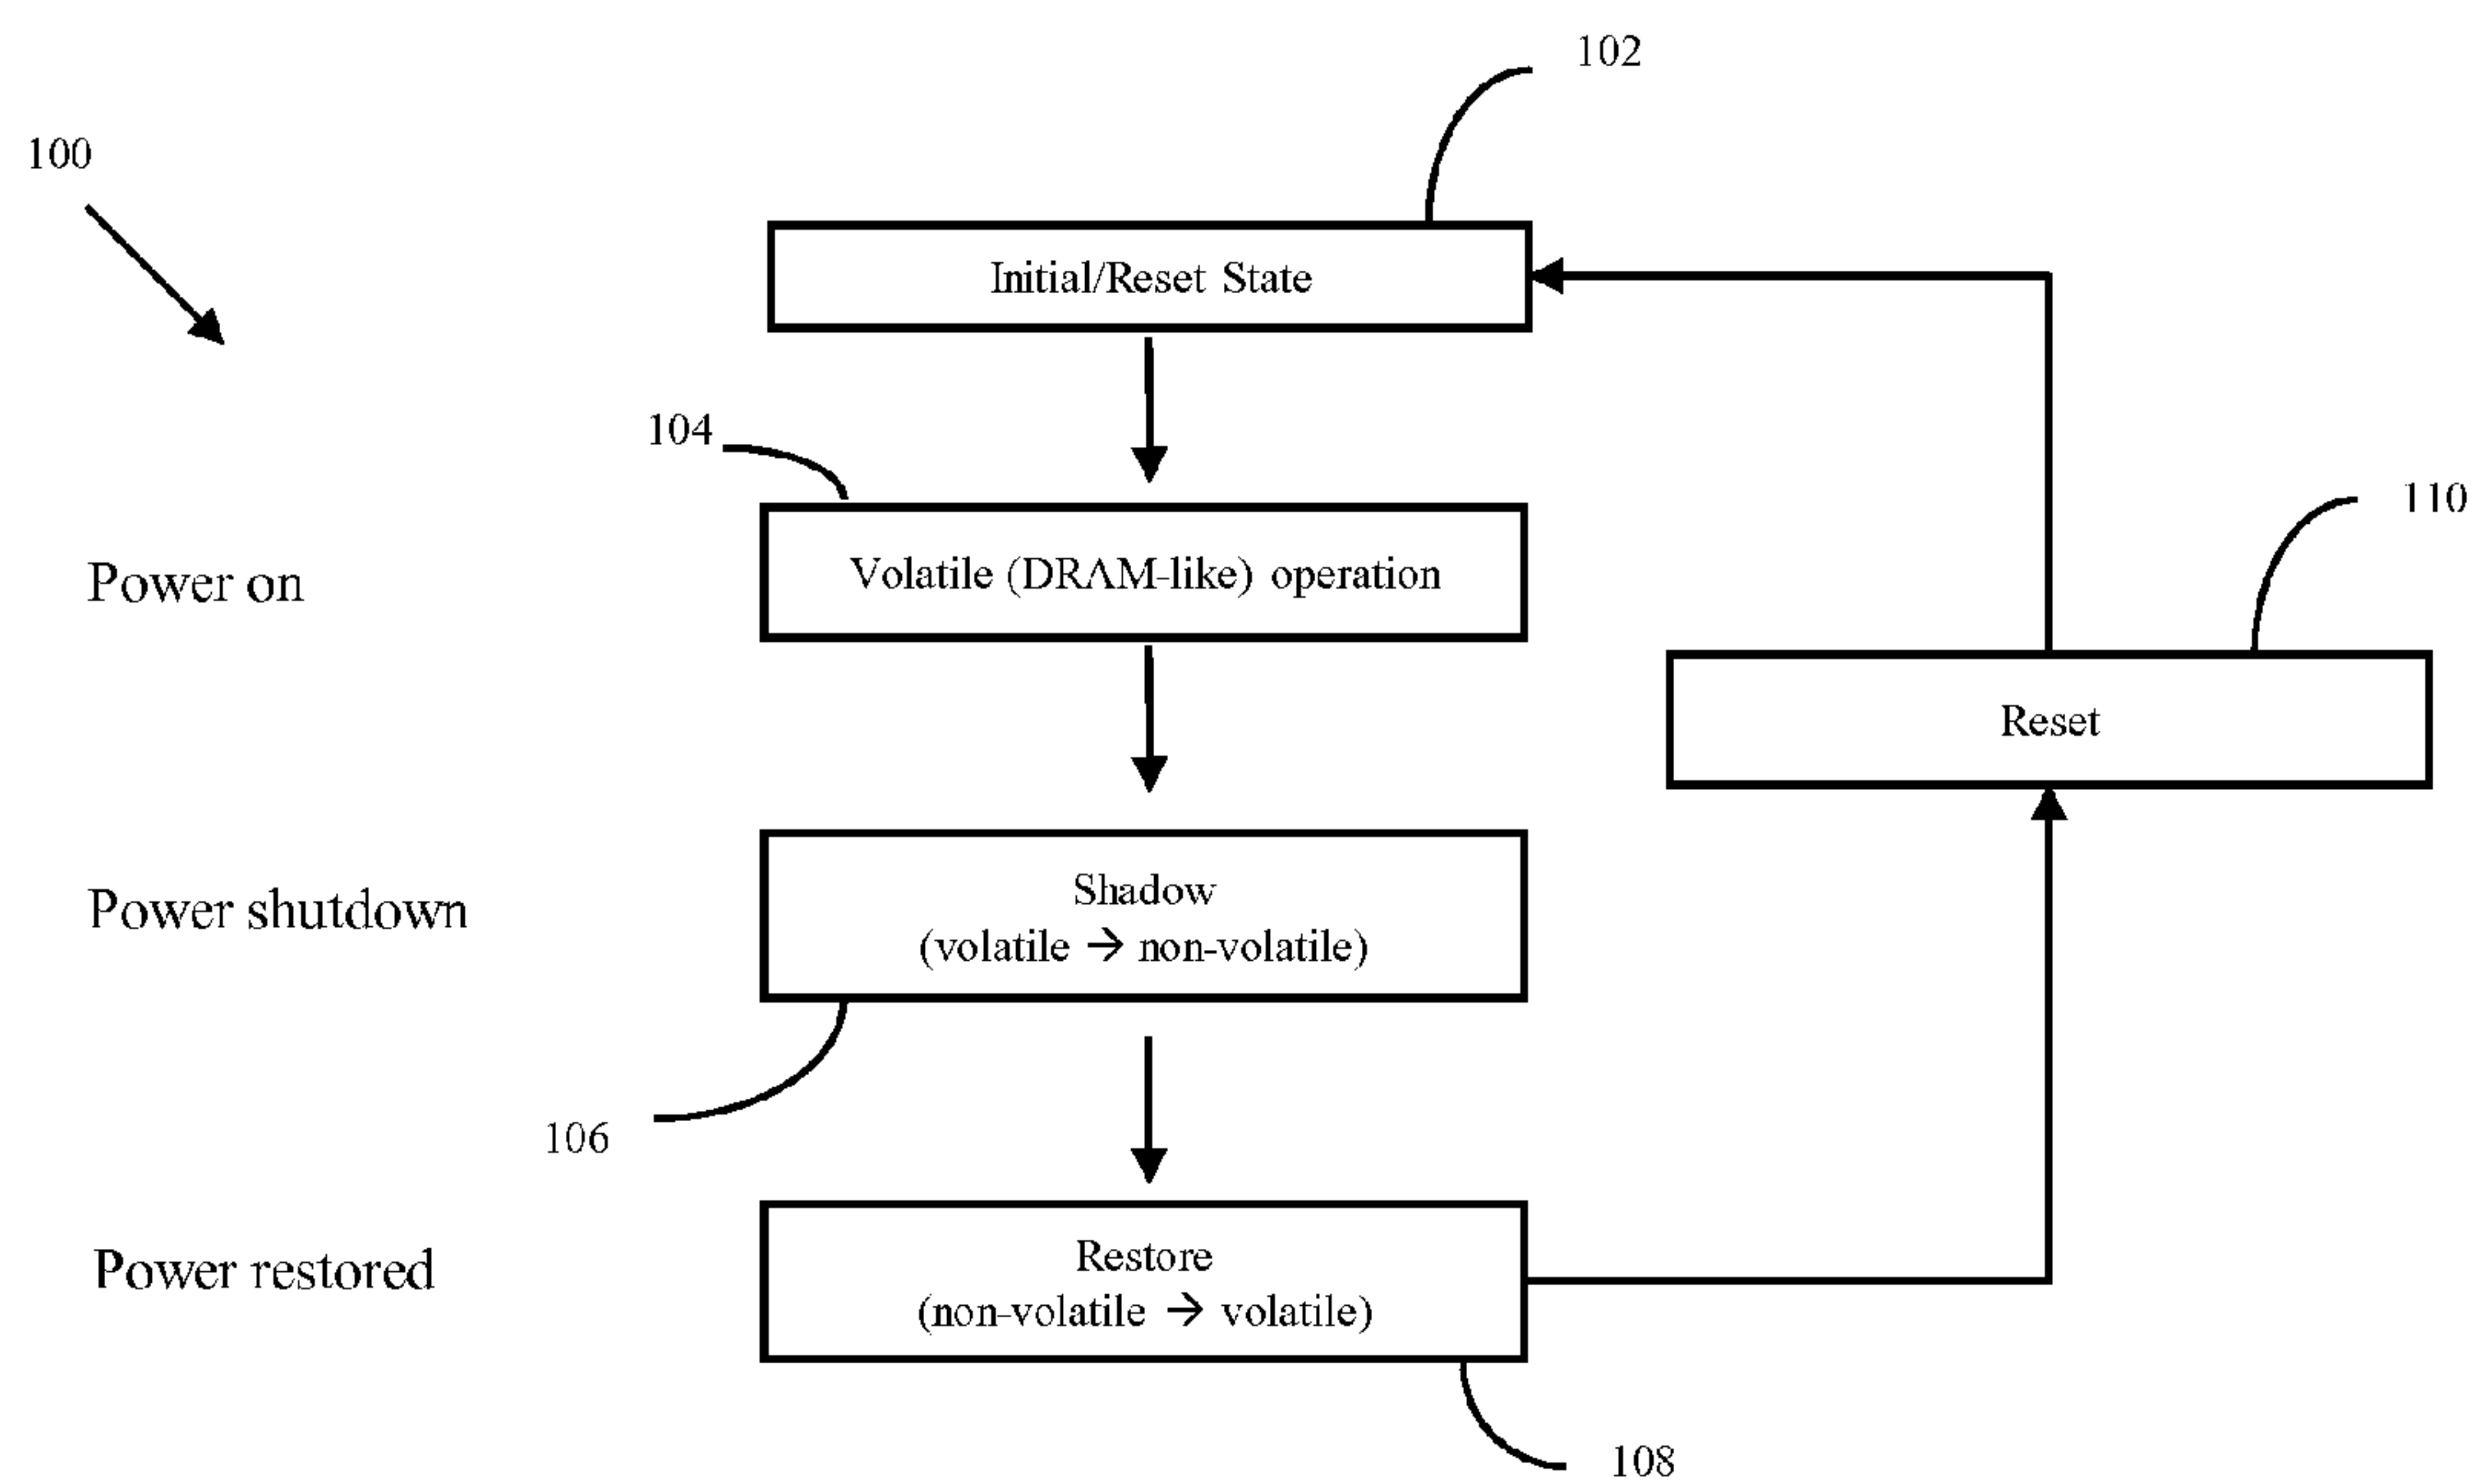 102
100
Initial/Reset State
104
110
Power on
Volatile (DRAM-like) operation
Reset
Power shutdown
Shadow
(volatile → non-volatile)
106
Power restored
Restore
(non-volatile → volatile)
108